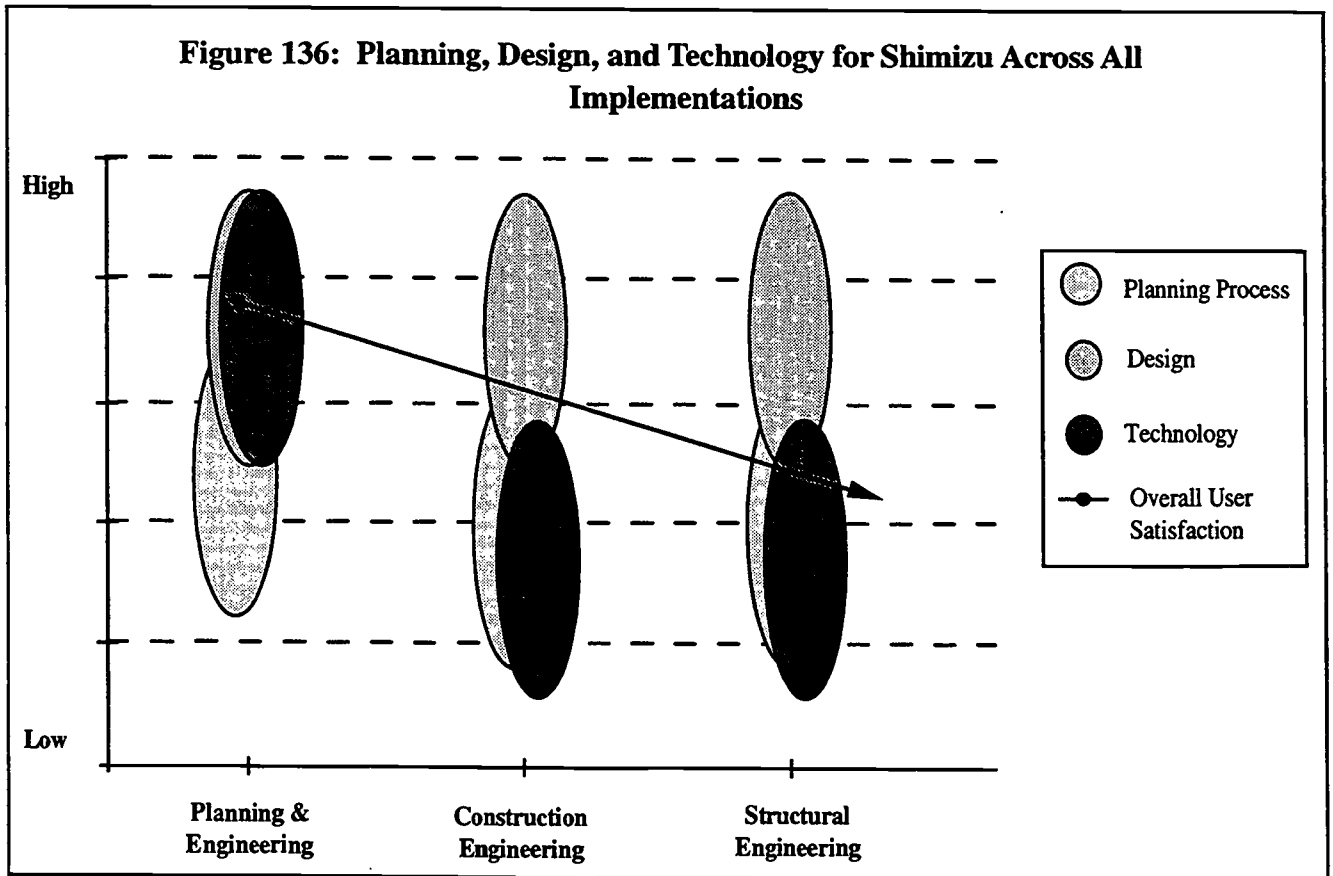 Figure 136: Planning, Design, and Technology for Shimizu Across All
Implementations
High
Low
Planning &
Engineering
Construction
Engineering
Structural
Engineering
Planning Process
Design
Technology
Overall User
Satisfaction